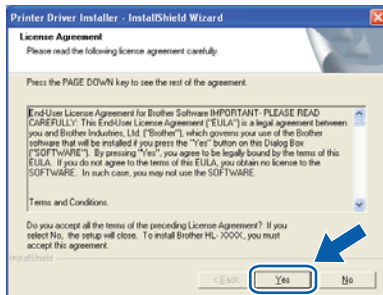 Printer Driver Installer - InstallShield Wizard
License Agreement
Please read the following license agreement carefully.
Press the PAGE DOWN key to see the rest of the agreement.
End-User License Agreement for Brother Software IMPORTANT- PLEASE READ
CAREFULLY: This End-User License Agreement ("EULA") is a legal agreement between
you and Brother Industries, Ltd. ("Brother"), which governs your use of the Brother
software that will be installed if you press the "Yes" button on this Dialog Box
("SOFTWARE"). By pressing "Yes", you are agreed to be legally bound by the terms of this
EULA. If you do not agree to the terms of this EULA, you obtain no license to the
SOFTWARE. In such case, you may not use the SOFTWARE.
Terms and Conditions.
Do you accept all the terms of the preceding License Agreement? If you
select No, the setup will close. To install Brother HL- XXXX, you must
accept this agreement.
InstallShield
< Back
Yes
No